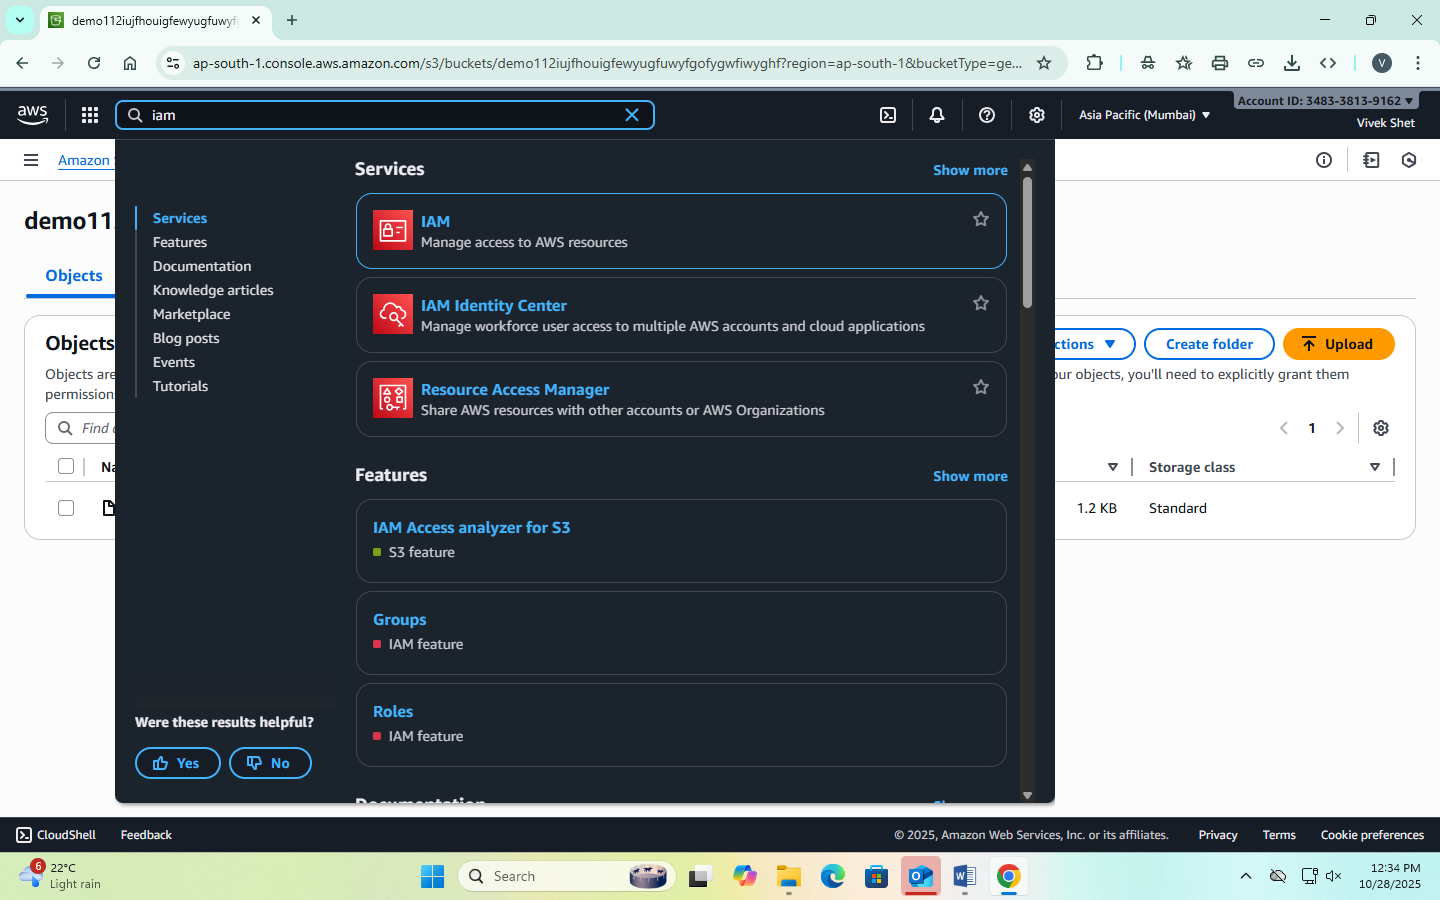 demo112iujfhouigfewyugfuwyf
ap-south-1.console.aws.amazon.com/s3/buckets/demo112iujfhouigfewyugfuwyfgofygwfiwyghf?region=ap-south-1&bucketType=ge...
V
aws
iam
Asia Pacific (Mumbai)
Account ID: 3483-3813-9162
Vivek Shet
Amazon
demo11
Objects
Objects
Objects are
permission
Find
Na
Services
Features
Documentation
Knowledge articles
Marketplace
Blog posts
Events
Tutorials
Were these results helpful?
Yes
No
Services
Show more
IAM
Manage access to AWS resources
IAM Identity Center
Manage workforce user access to multiple AWS accounts and cloud applications
Resource Access Manager
Share AWS resources with other accounts or AWS Organizations
Features
Show more
IAM Access analyzer for S3
S3 feature
Groups
IAM feature
Roles
IAM feature
Documentation
ctions
Create folder
Upload
our objects, you'll need to explicitly grant them
1
Storage class
1.2 KB
Standard
CloudShell
Feedback
© 2025, Amazon Web Services, Inc. or its affiliates.
Privacy
Terms
Cookie preferences
6
22°C
Light rain
Search
12:34 PM
10/28/2025